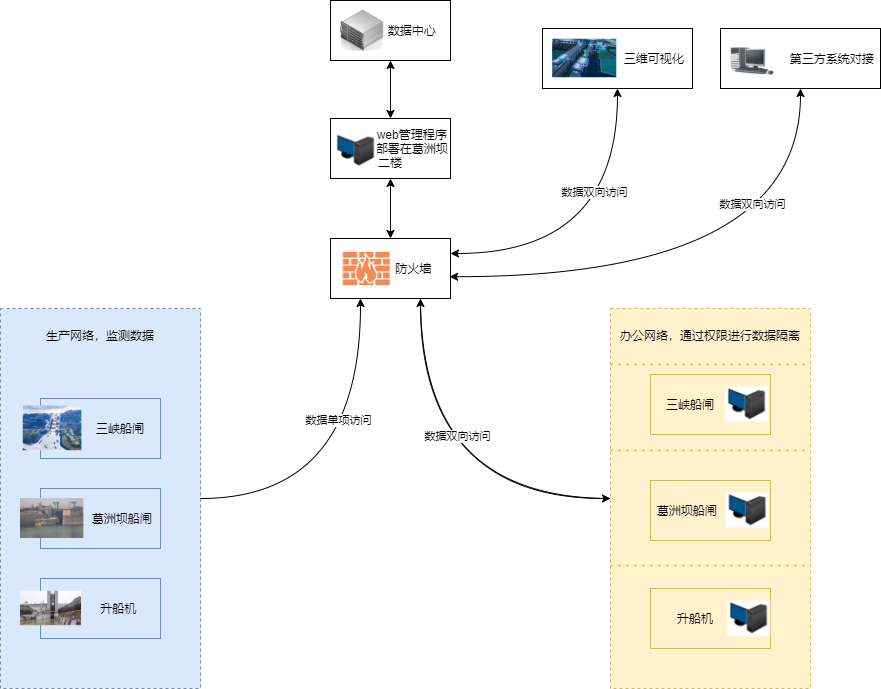 数据中心
三维可视化
第三方系统对接
web管理程序
部署在葛洲坝
二楼
数据双向访问
数据双向访问
防火墙
生产网络，监测数据
办公网络，通过权限进行数据隔离
三峡船闸
三峡船闸
数据单项访问
数据双向访问
葛洲坝船闸
葛洲坝船闸
升船机
升船机